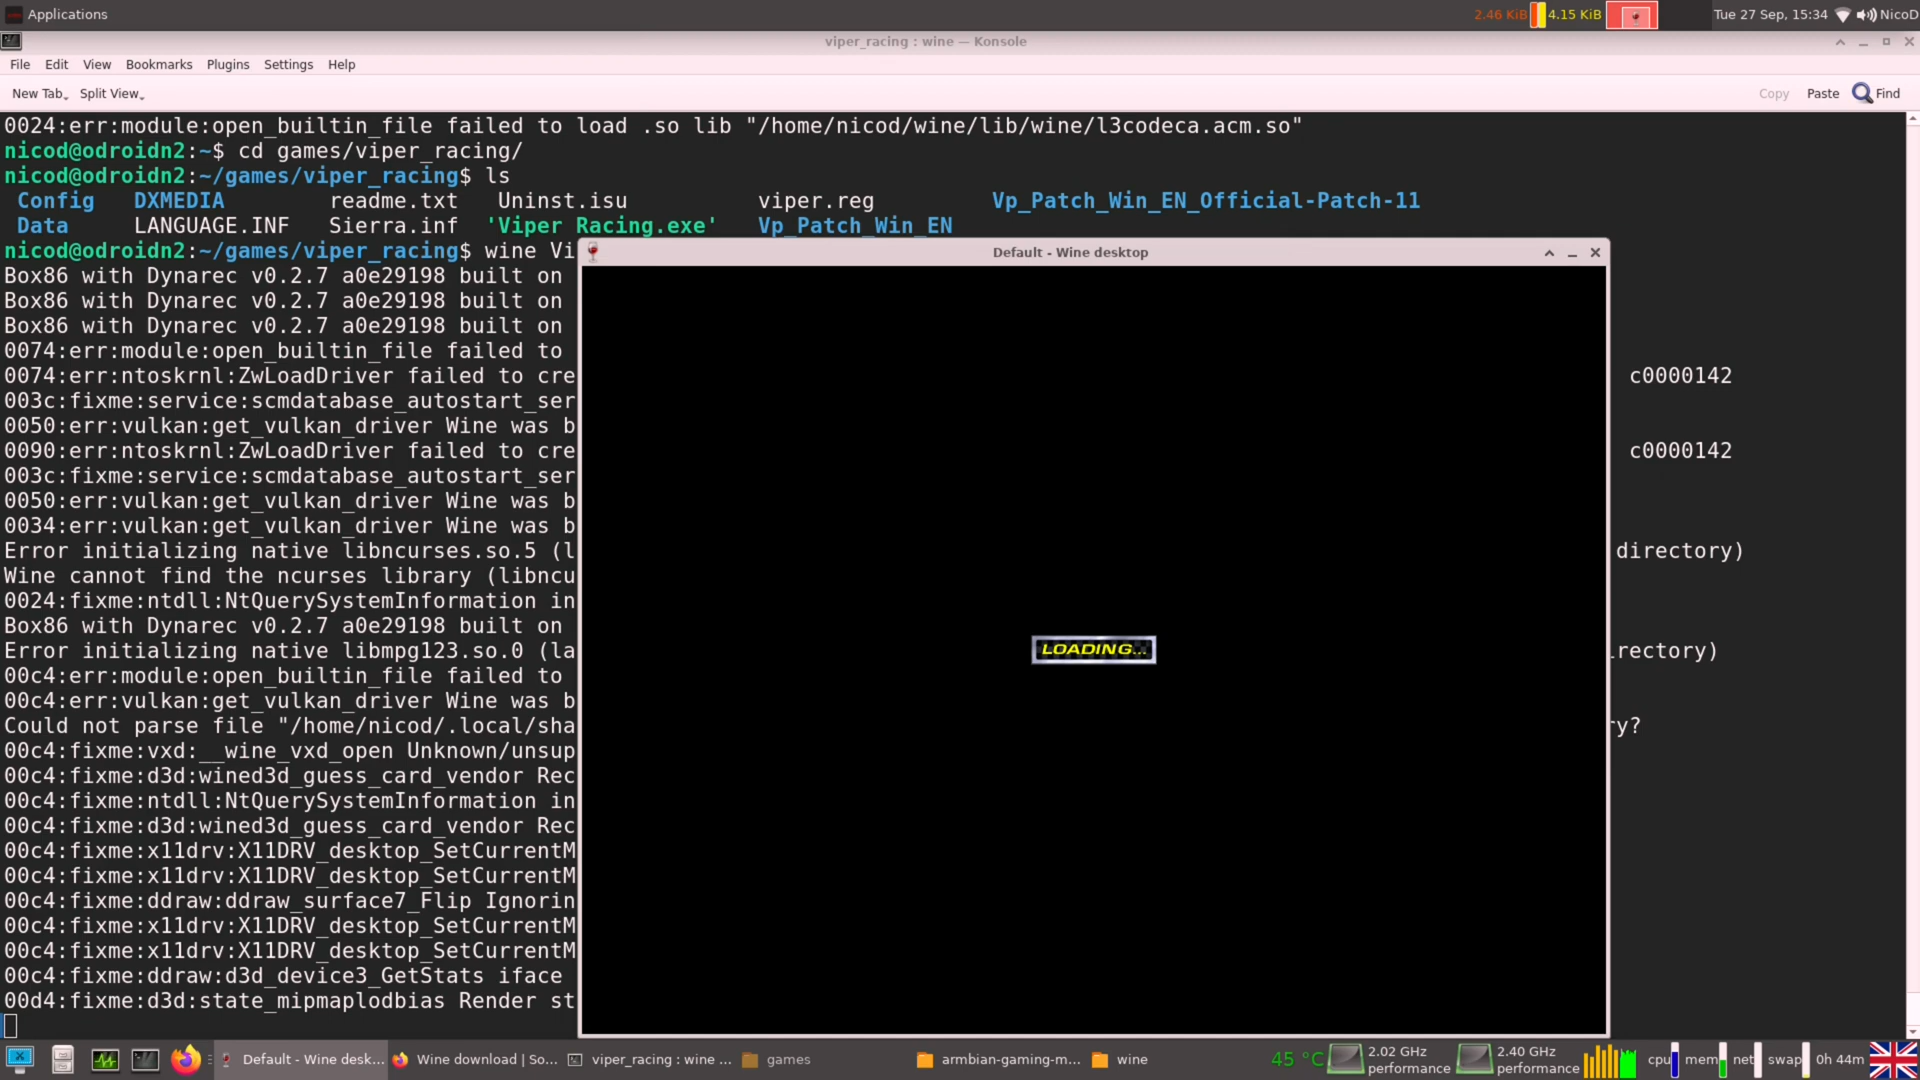 Applications
2.46 KiB 4.15 KiB Tue 27 Sep, 15:34 NicoD
viper_racing : wine — Konsole
File Edit View Bookmarks Plugins Settings Help
New Tab Split View Copy Paste Find
0024:err:module:open_builtin_file failed to load .so lib "/home/nicod/wine/lib/wine/l3codeca.acm.so"
nicod@odroidn2:~$ cd games/viper_racing/
nicod@odroidn2:~/games/viper_racing$ ls
Config DXMEDIA readme.txt Uninst.isu viper.reg Vp_Patch_Win_EN_Official-Patch-11
Data LANGUAGE.INF Sierra.inf 'Viper Racing.exe' Vp_Patch_Win_EN
nicod@odroidn2:~/games/viper_racing$ wine Vi
Default - Wine desktop
Box86 with Dynarec v0.2.7 a0e29198 built on
Box86 with Dynarec v0.2.7 a0e29198 built on
Box86 with Dynarec v0.2.7 a0e29198 built on
0074:err:module:open_builtin_file failed to
0074:err:ntoskrnl:ZwLoadDriver failed to cre c0000142
003c:fixme:service:scmdatabase_autostart_ser
0050:err:vulkan:get_vulkan_driver Wine was b
0090:err:ntoskrnl:ZwLoadDriver failed to cre c0000142
003c:fixme:service:scmdatabase_autostart_ser
0050:err:vulkan:get_vulkan_driver Wine was b
0034:err:vulkan:get_vulkan_driver Wine was b
Error initializing native libncurses.so.5 (l directory)
Wine cannot find the ncurses library (libncu
0024:fixme:ntdll:NtQuerySystemInformation in
Box86 with Dynarec v0.2.7 a0e29198 built on
Error initializing native libmpg123.so.0 (la rectory)
LOADING...
00c4:err:module:open_builtin_file failed to
00c4:err:vulkan:get_vulkan_driver Wine was b
Could not parse file "/home/nicod/.local/sha ry?
00c4:fixme:vxd:__wine_vxd_open Unknown/unsup
00c4:fixme:d3d:wined3d_guess_card_vendor Rec
00c4:fixme:ntdll:NtQuerySystemInformation in
00c4:fixme:d3d:wined3d_guess_card_vendor Rec
00c4:fixme:x11drv:X11DRV_desktop_SetCurrentM
00c4:fixme:x11drv:X11DRV_desktop_SetCurrentM
00c4:fixme:ddraw:ddraw_surface7_Flip Ignorin
00c4:fixme:x11drv:X11DRV_desktop_SetCurrentM
00c4:fixme:x11drv:X11DRV_desktop_SetCurrentM
00c4:fixme:ddraw:d3d_device3_GetStats iface
00d4:fixme:d3d:state_mipmaplodbias Render st
Default - Wine desk... Wine download | So... viper_racing : wine ... games armbian-gaming-m... wine 45 °C 2.02 GHz performance 2.40 GHz performance cpu mem net swap 0h 44m